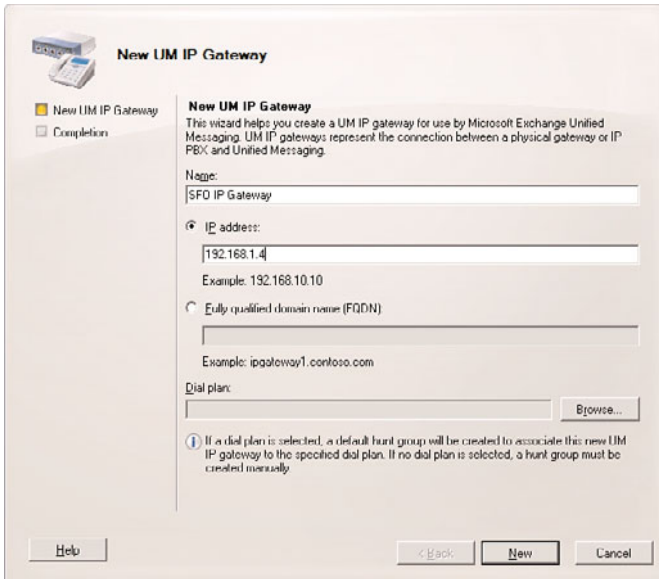 New UM IP Gateway
New UM IP Gateway
Completion
New UM IP Gateway
This wizard helps you create a UM IP gateway for use by Microsoft Exchange Unified
Messaging. UM IP gateways represent the connection between a physical gateway or IP
PBX and Unified Messaging.
Name:
SFO IP Gateway
IP address:
192.168.1.4
Example: 192.168.10.10
Fully qualified domain name (FQDN)
Example: ipgateway1.contoso.com
Dial plan:
Browse...
If a dial plan is selected, a default hunt group will be created to associate this new UM
IP gateway to the specified dial plan. If no dial plan is selected, a hunt group must be
created manually.
Help
< Back
New
Cancel